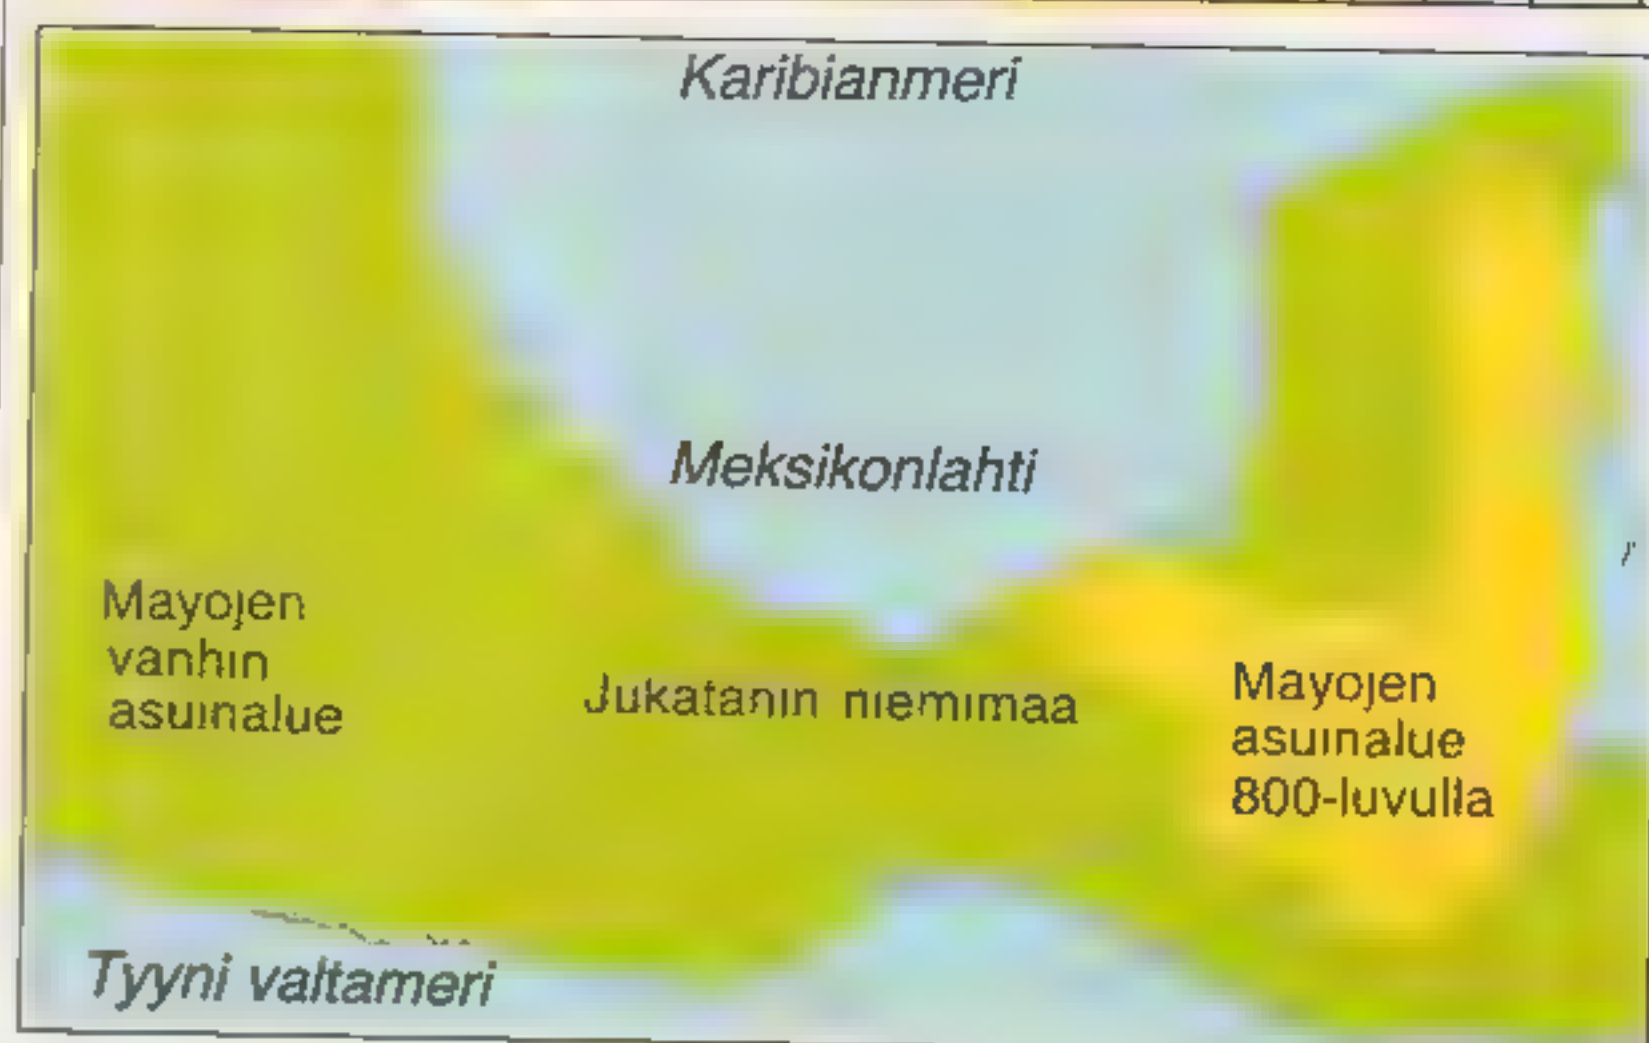 Karibianmeri
Meksikonlahti
Mayojen
vanhin
asuinalue
Jukatanin niemimaa
Mayojen
asuinalue
800-luvulla
Tyyni valtameri